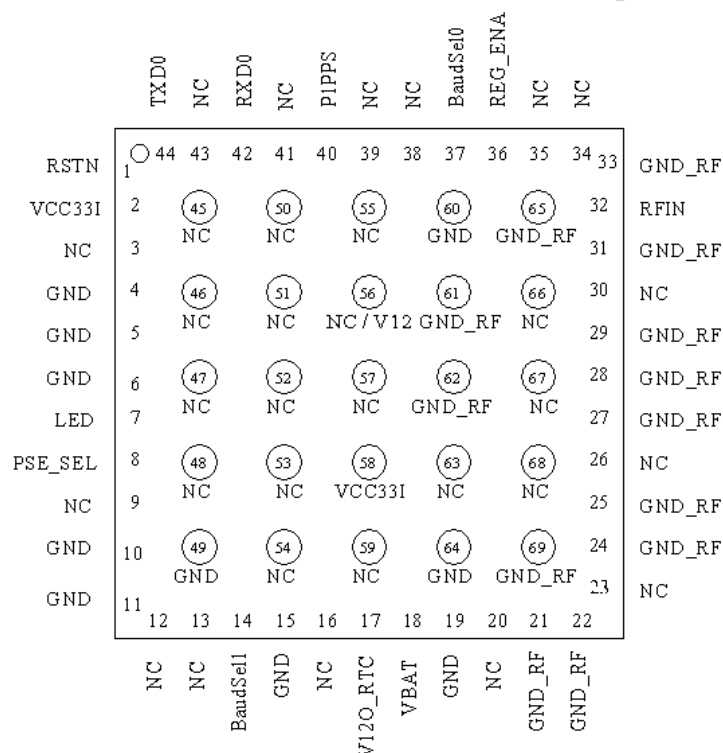 TXD0 NC RXD0 NC P1PPS NC NC BaudSel0 REG_ENA NC NC
44 43 42 41 40 39 38 37 36 35 34
RSTN 1 33 GND_RF
VCC33I 2 45 50 55 60 65 32 RFIN
NC NC NC GND GND_RF
NC 3 31 GND_RF
GND 4 46 51 56 61 66 30 NC
NC NC NC / V12 GND_RF NC
GND 5 29 GND_RF
GND 6 47 52 57 62 67 28 GND_RF
NC NC NC GND_RF NC
LED 7 27 GND_RF
PSE_SEL 8 48 53 58 63 68 26 NC
NC NC VCC33I NC NC
NC 9 25 GND_RF
GND 10 49 54 59 64 69 24 GND_RF
GND NC NC GND GND_RF
GND 11 23 NC
12 13 14 15 16 17 18 19 20 21 22
NC NC BaudSel1 GND NC V12O_RTC VBAT GND NC GND_RF GND_RF